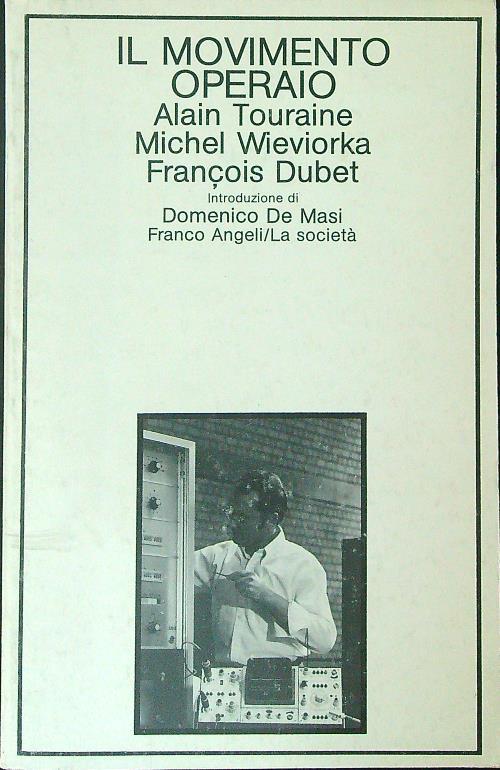 IL MOVIMENTO
OPERAIO
Alain Touraine
Michel Wieviorka
François Dubet
Introduzione di
Domenico De Masi
Franco Angeli/La società